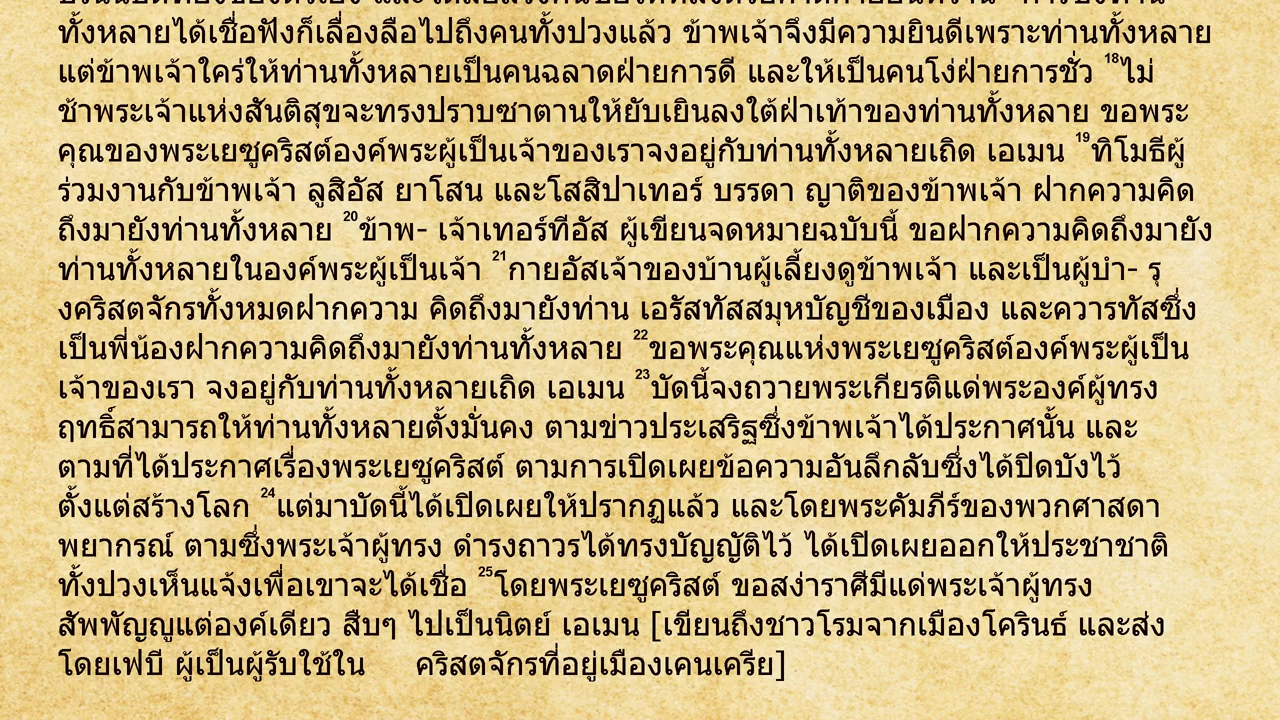 ทั้งหลายได้เชื่อฟังก็เลื่องลือไปถึงคนทั้งปวงแล้ว ข้าพเจ้าจึงมีความยินดีเพราะท่านทั้งหลาย
แต่ข้าพเจ้าใคร่ให้ท่านทั้งหลายเป็นคนฉลาดฝ่ายการดี และให้เป็นคนโง่ฝ่ายการชั่ว 18ไม่
ช้าพระเจ้าแห่งสันติสุขจะทรงปราบซาตานให้ยับเยินลงใต้ฝ่าเท้าของท่านทั้งหลาย ขอพระ
คุณของพระเยซูคริสต์องค์พระผู้เป็นเจ้าของเราจงอยู่กับท่านทั้งหลายเถิด เอเมน 19ทิโมธีผู้
ร่วมงานกับข้าพเจ้า ลูสิอัส ยาโสน และโสสิปาเทอร์ บรรดา ญาติของข้าพเจ้า ฝากความคิด
ถึงมายังท่านทั้งหลาย 20ข้าพ- เจ้าเทอร์ทีอัส ผู้เขียนจดหมายฉบับนี้ ขอฝากความคิดถึงมายัง
ท่านทั้งหลายในองค์พระผู้เป็นเจ้า 21กายอัสเจ้าของบ้านผู้เลี้ยงดูข้าพเจ้า และเป็นผู้บำ- รุ
งคริสตจักรทั้งหมดฝากความ คิดถึงมายังท่าน เอรัสทัสสมุหบัญชีของเมือง และควารทัสซึ่ง
เป็นพี่น้องฝากความคิดถึงมายังท่านทั้งหลาย 22ขอพระคุณแห่งพระเยซูคริสต์องค์พระผู้เป็น
เจ้าของเรา จงอยู่กับท่านทั้งหลายเถิด เอเมน 23บัดนี้จงถวายพระเกียรติแด่พระองค์ผู้ทรง
ฤทธิ์สามารถให้ท่านทั้งหลายตั้งมั่นคง ตามข่าวประเสริฐซึ่งข้าพเจ้าได้ประกาศนั้น และ
ตามที่ได้ประกาศเรื่องพระเยซูคริสต์ ตามการเปิดเผยข้อความอันลึกลับซึ่งได้ปิดบังไว้
ตั้งแต่สร้างโลก 24แต่มาบัดนี้ได้เปิดเผยให้ปรากฏแล้ว และโดยพระคัมภีร์ของพวกศาสดา
พยากรณ์ ตามซึ่งพระเจ้าผู้ทรง ดำรงถาวรได้ทรงบัญญัติไว้ ได้เปิดเผยออกให้ประชาชาติ
ทั้งปวงเห็นแจ้งเพื่อเขาจะได้เชื่อ 25โดยพระเยซูคริสต์ ขอสง่าราศีมีแด่พระเจ้าผู้ทรง
สัพพัญญูแต่องค์เดียว สืบๆ ไปเป็นนิตย์ เอเมน [เขียนถึงชาวโรมจากเมืองโครินธ์ และส่ง
โดยเฟบี ผู้เป็นผู้รับใช้ใน คริสตจักรที่อยู่เมืองเคนเครีย]